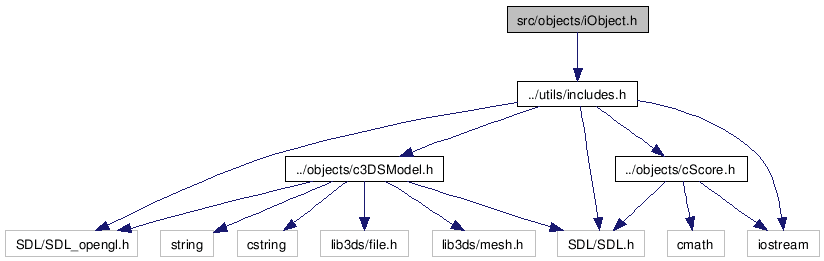 src/objects/iObject.h
../utils/includes.h
../objects/c3DSModel.h
../objects/cScore.h
SDL/SDL_opengl.h
string
cstring
lib3ds/file.h
lib3ds/mesh.h
SDL/SDL.h
cmath
iostream